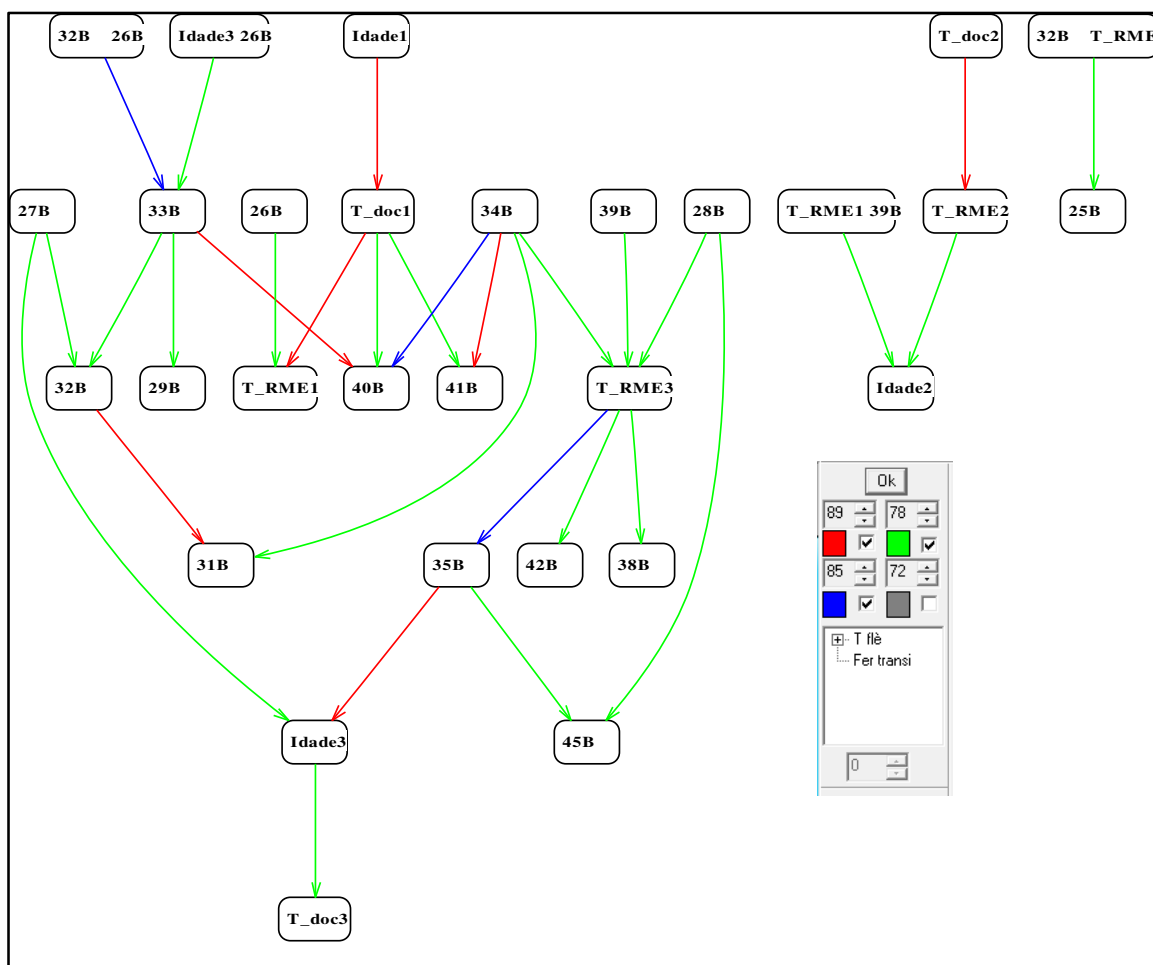 32B 26B
Idade3 26B
Idade1
T_doc2
32B T_RME
27B
33B
26B
T_doc1
34B
39B
28B
T_RME1 39B
T_RME2
25B
32B
29B
T_RME1
40B
41B
T_RME3
Idade2
Ok
89 78
85 72
T flè
Fer transi
0
31B
35B
42B
38B
Idade3
45B
T_doc3